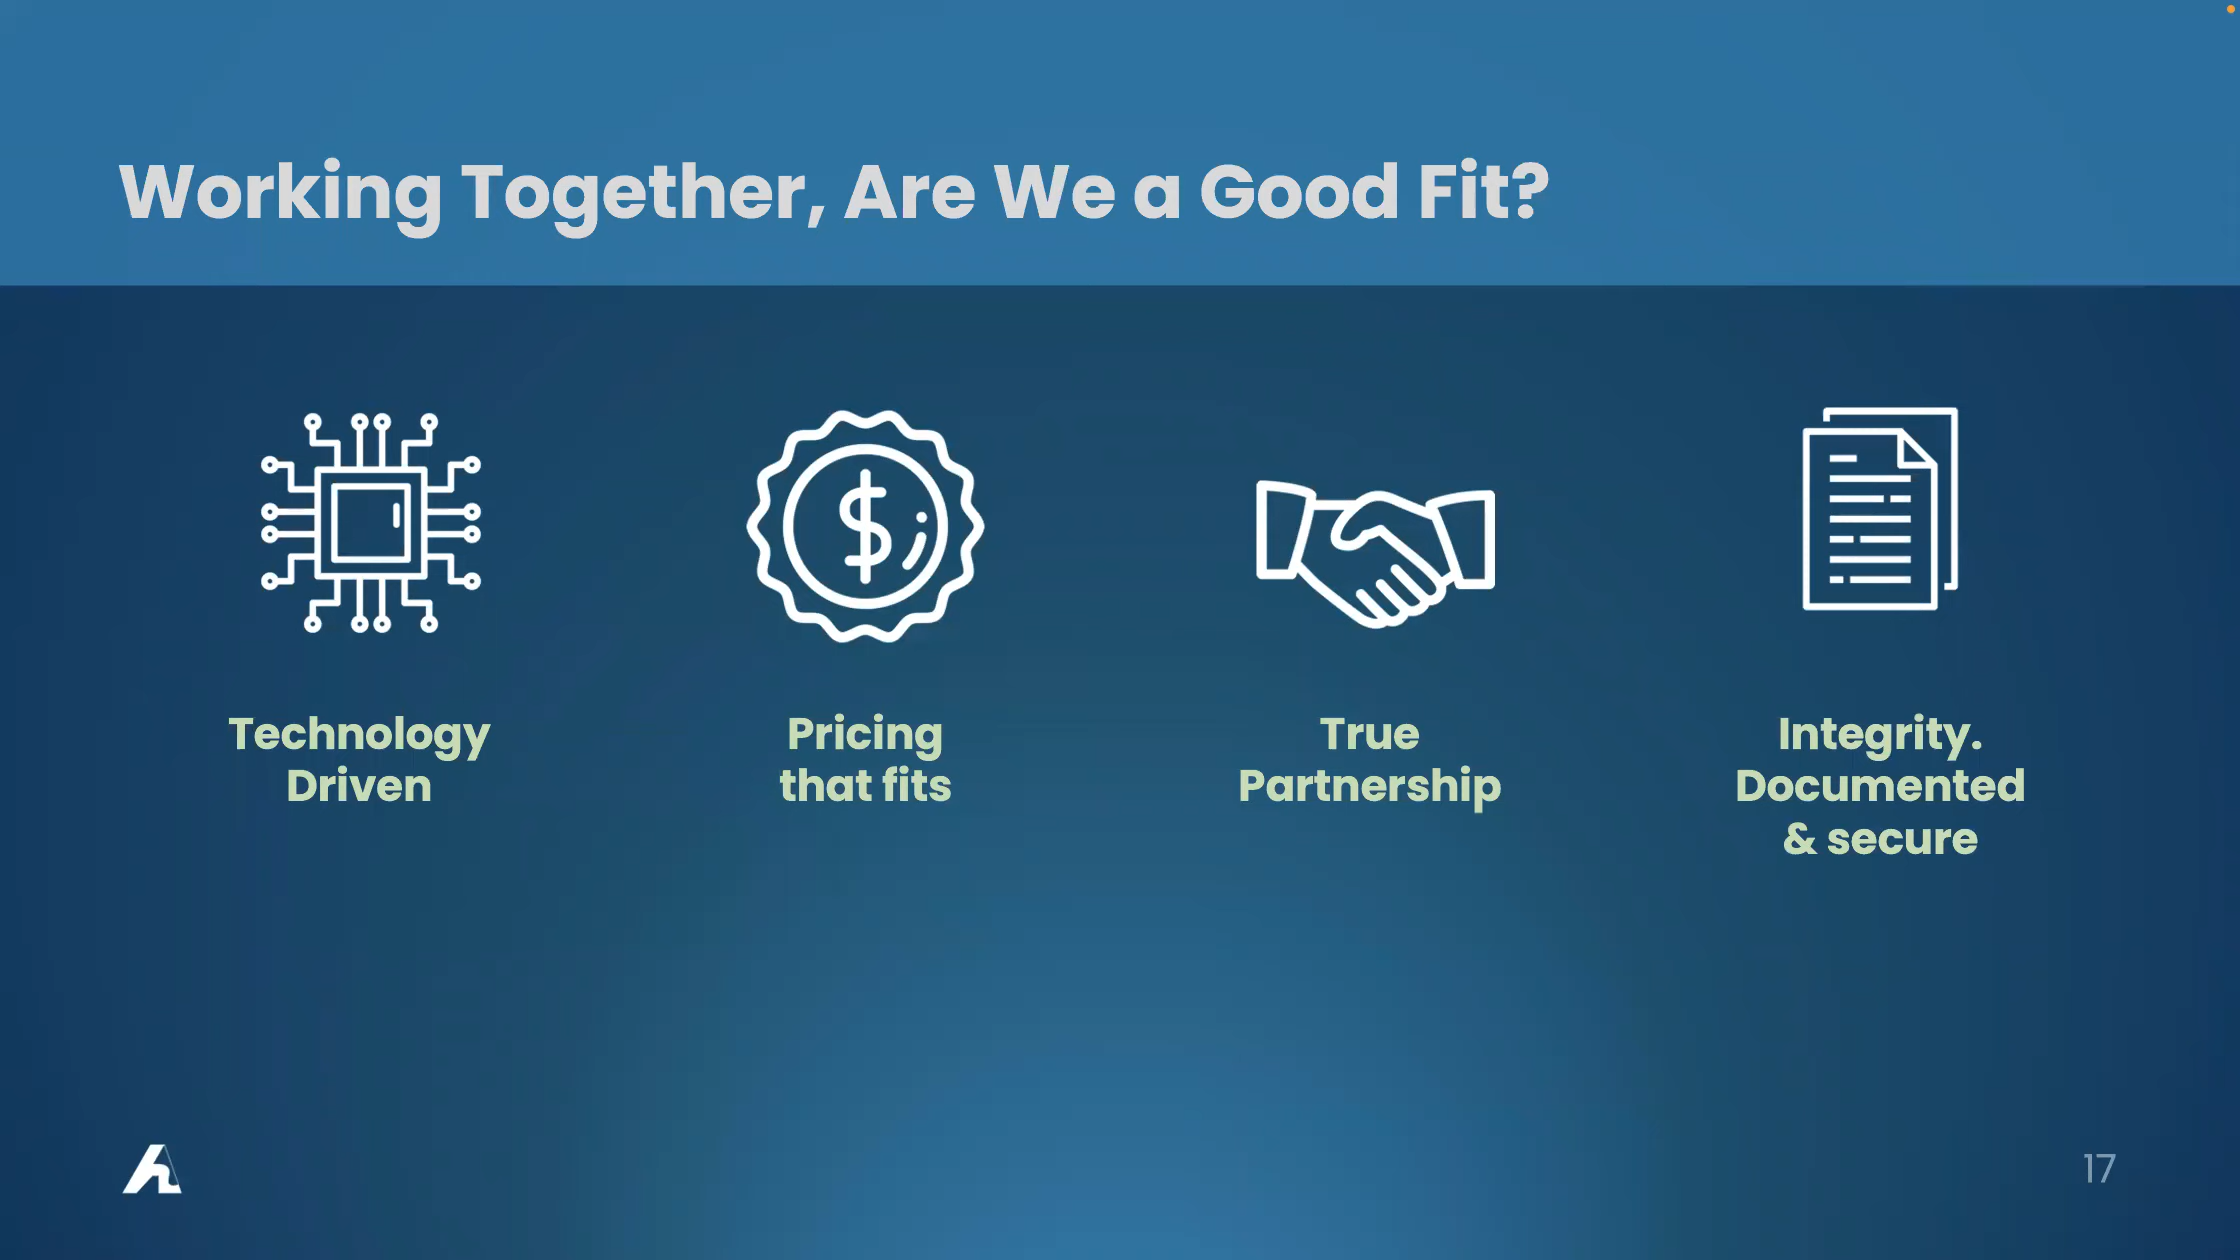 Working Together, Are We a Good Fit?
Technology
Driven
Pricing
that fits
True
Partnership
Integrity.
Documented
& secure
17